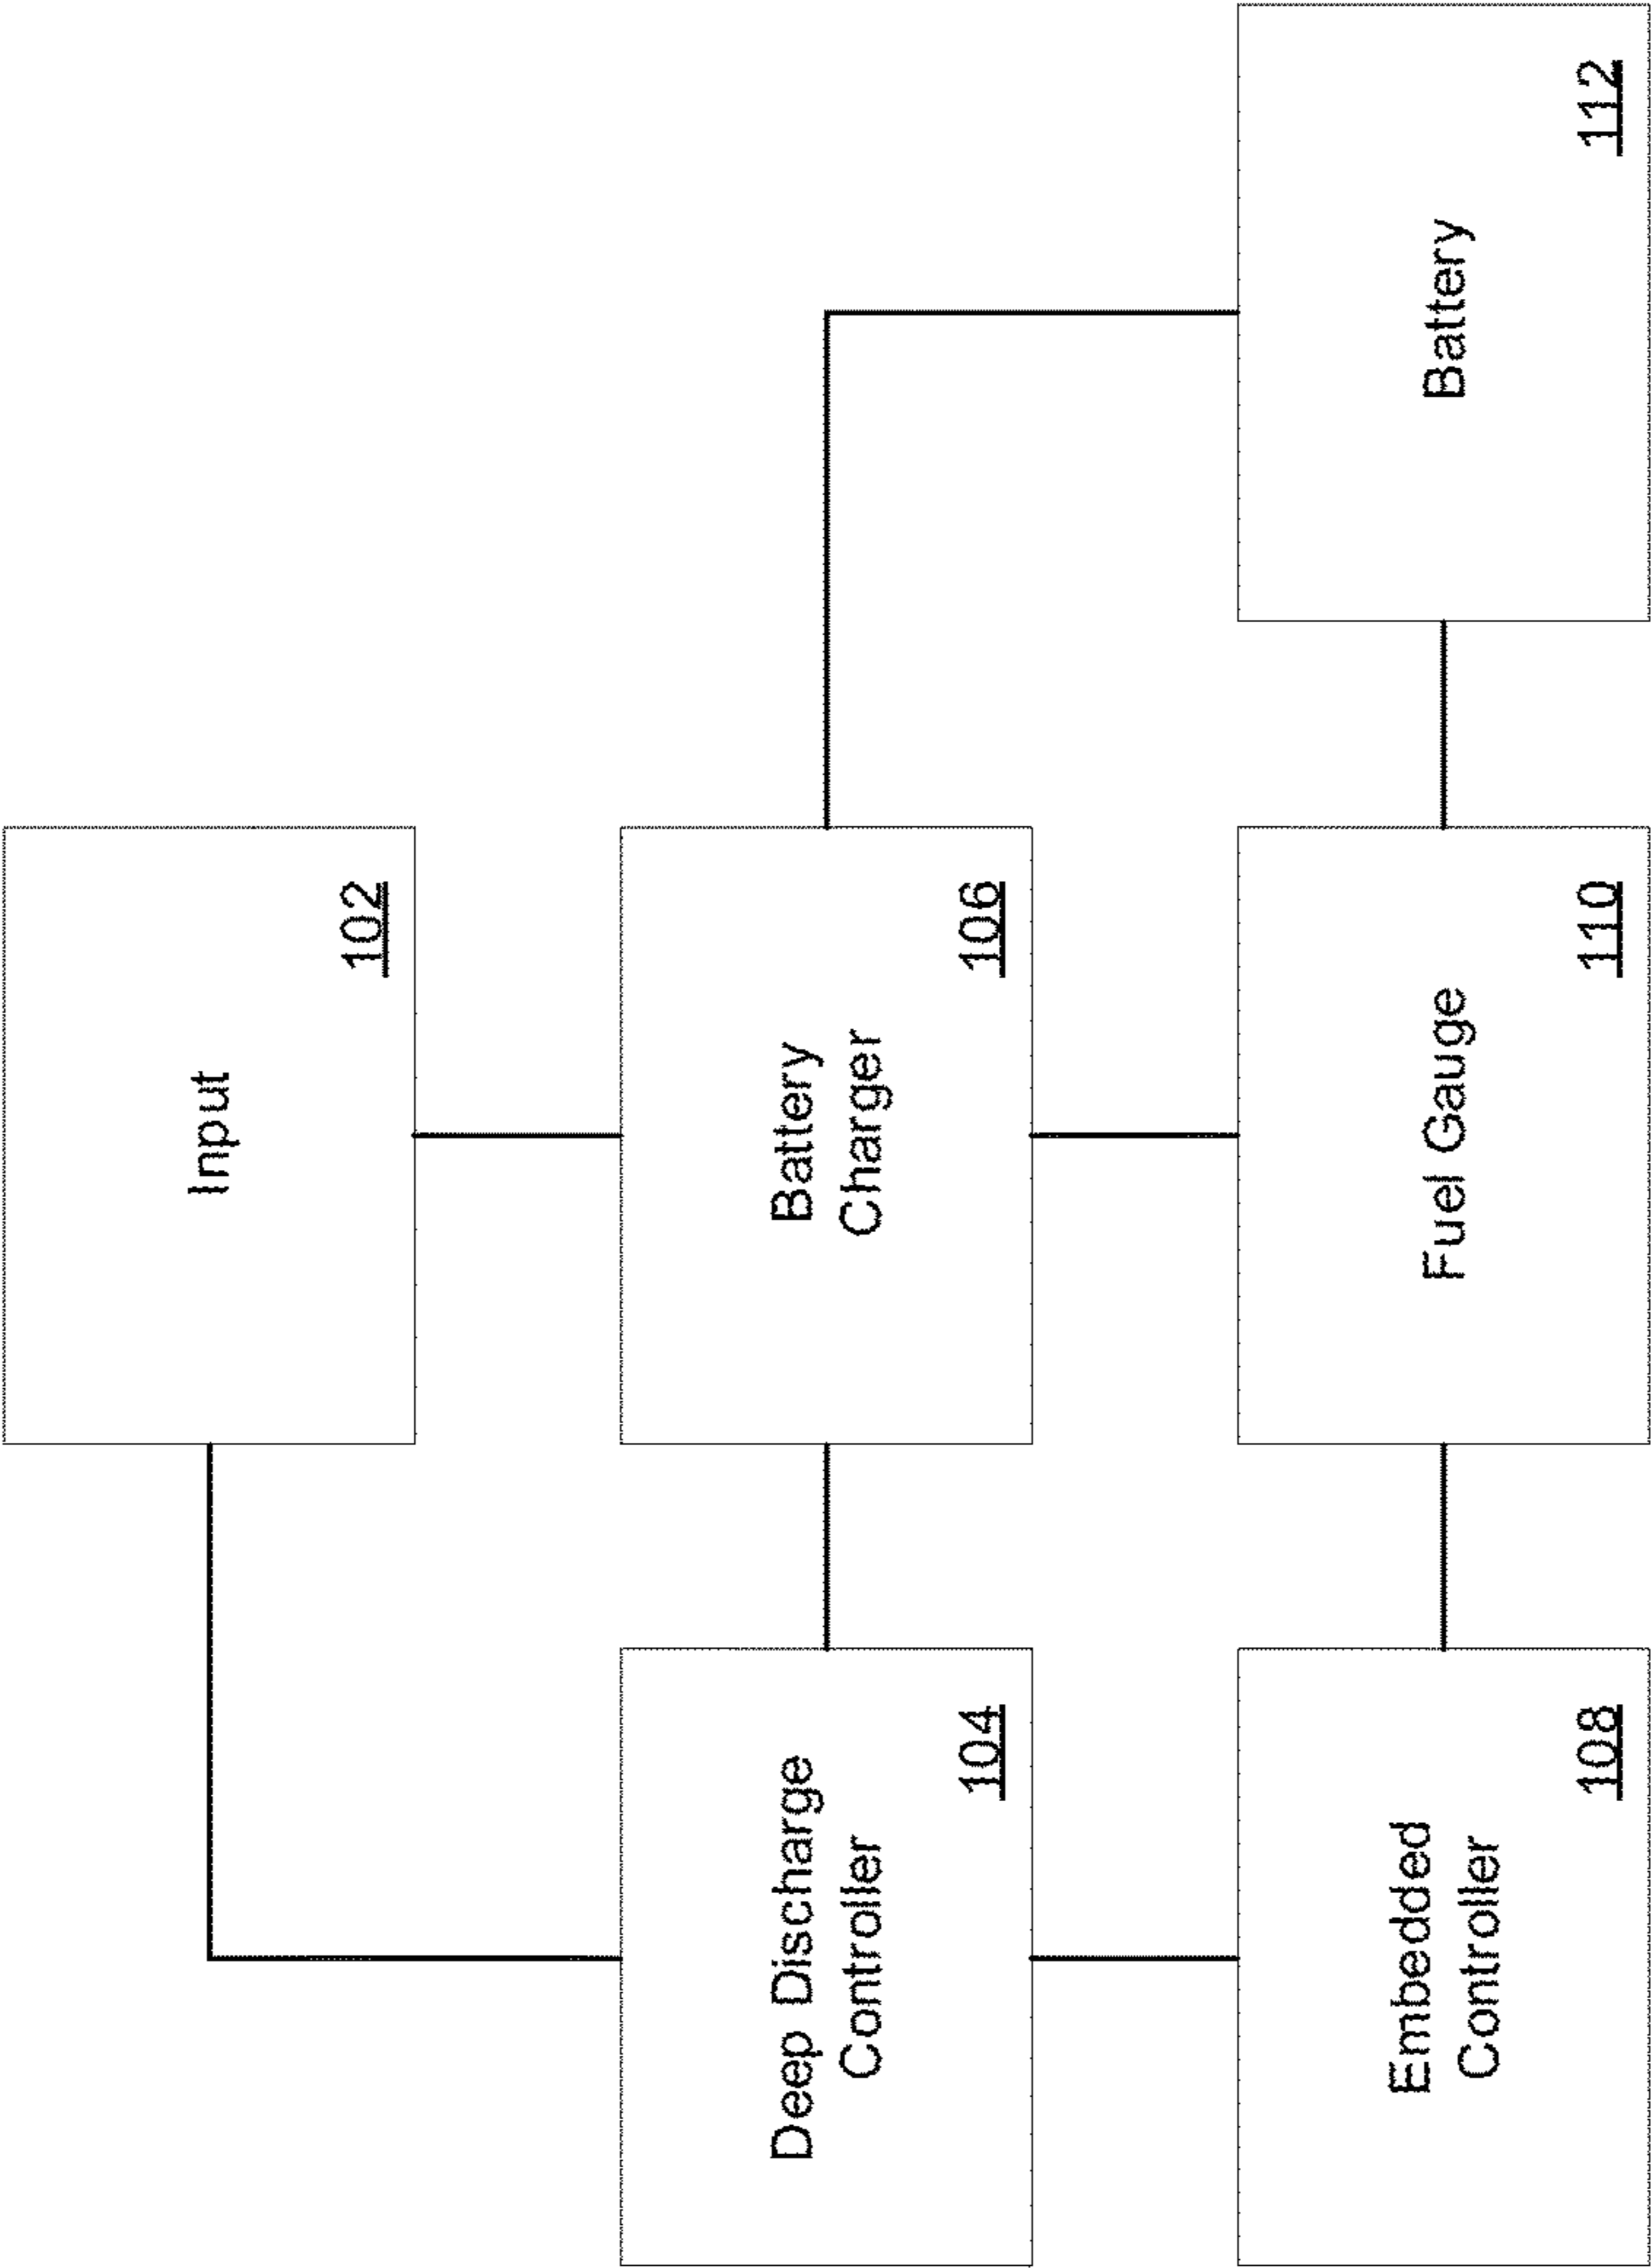 Input
102
Deep Discharge
Controller
104
Battery
Charger
106
Embedded
Controller
108
Fuel Gauge
110
Battery
112